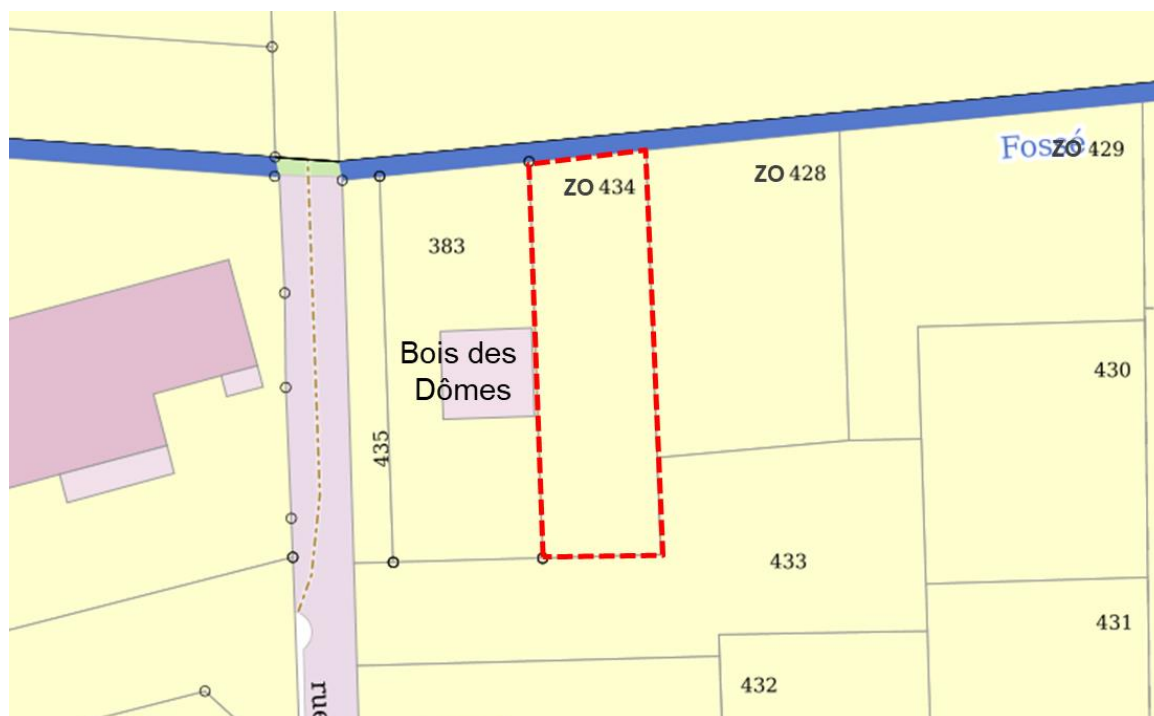 Fossé
ZO 429
ZO 428
ZO 434
383
Bois des
Dômes
430
435
433
431
432
rue